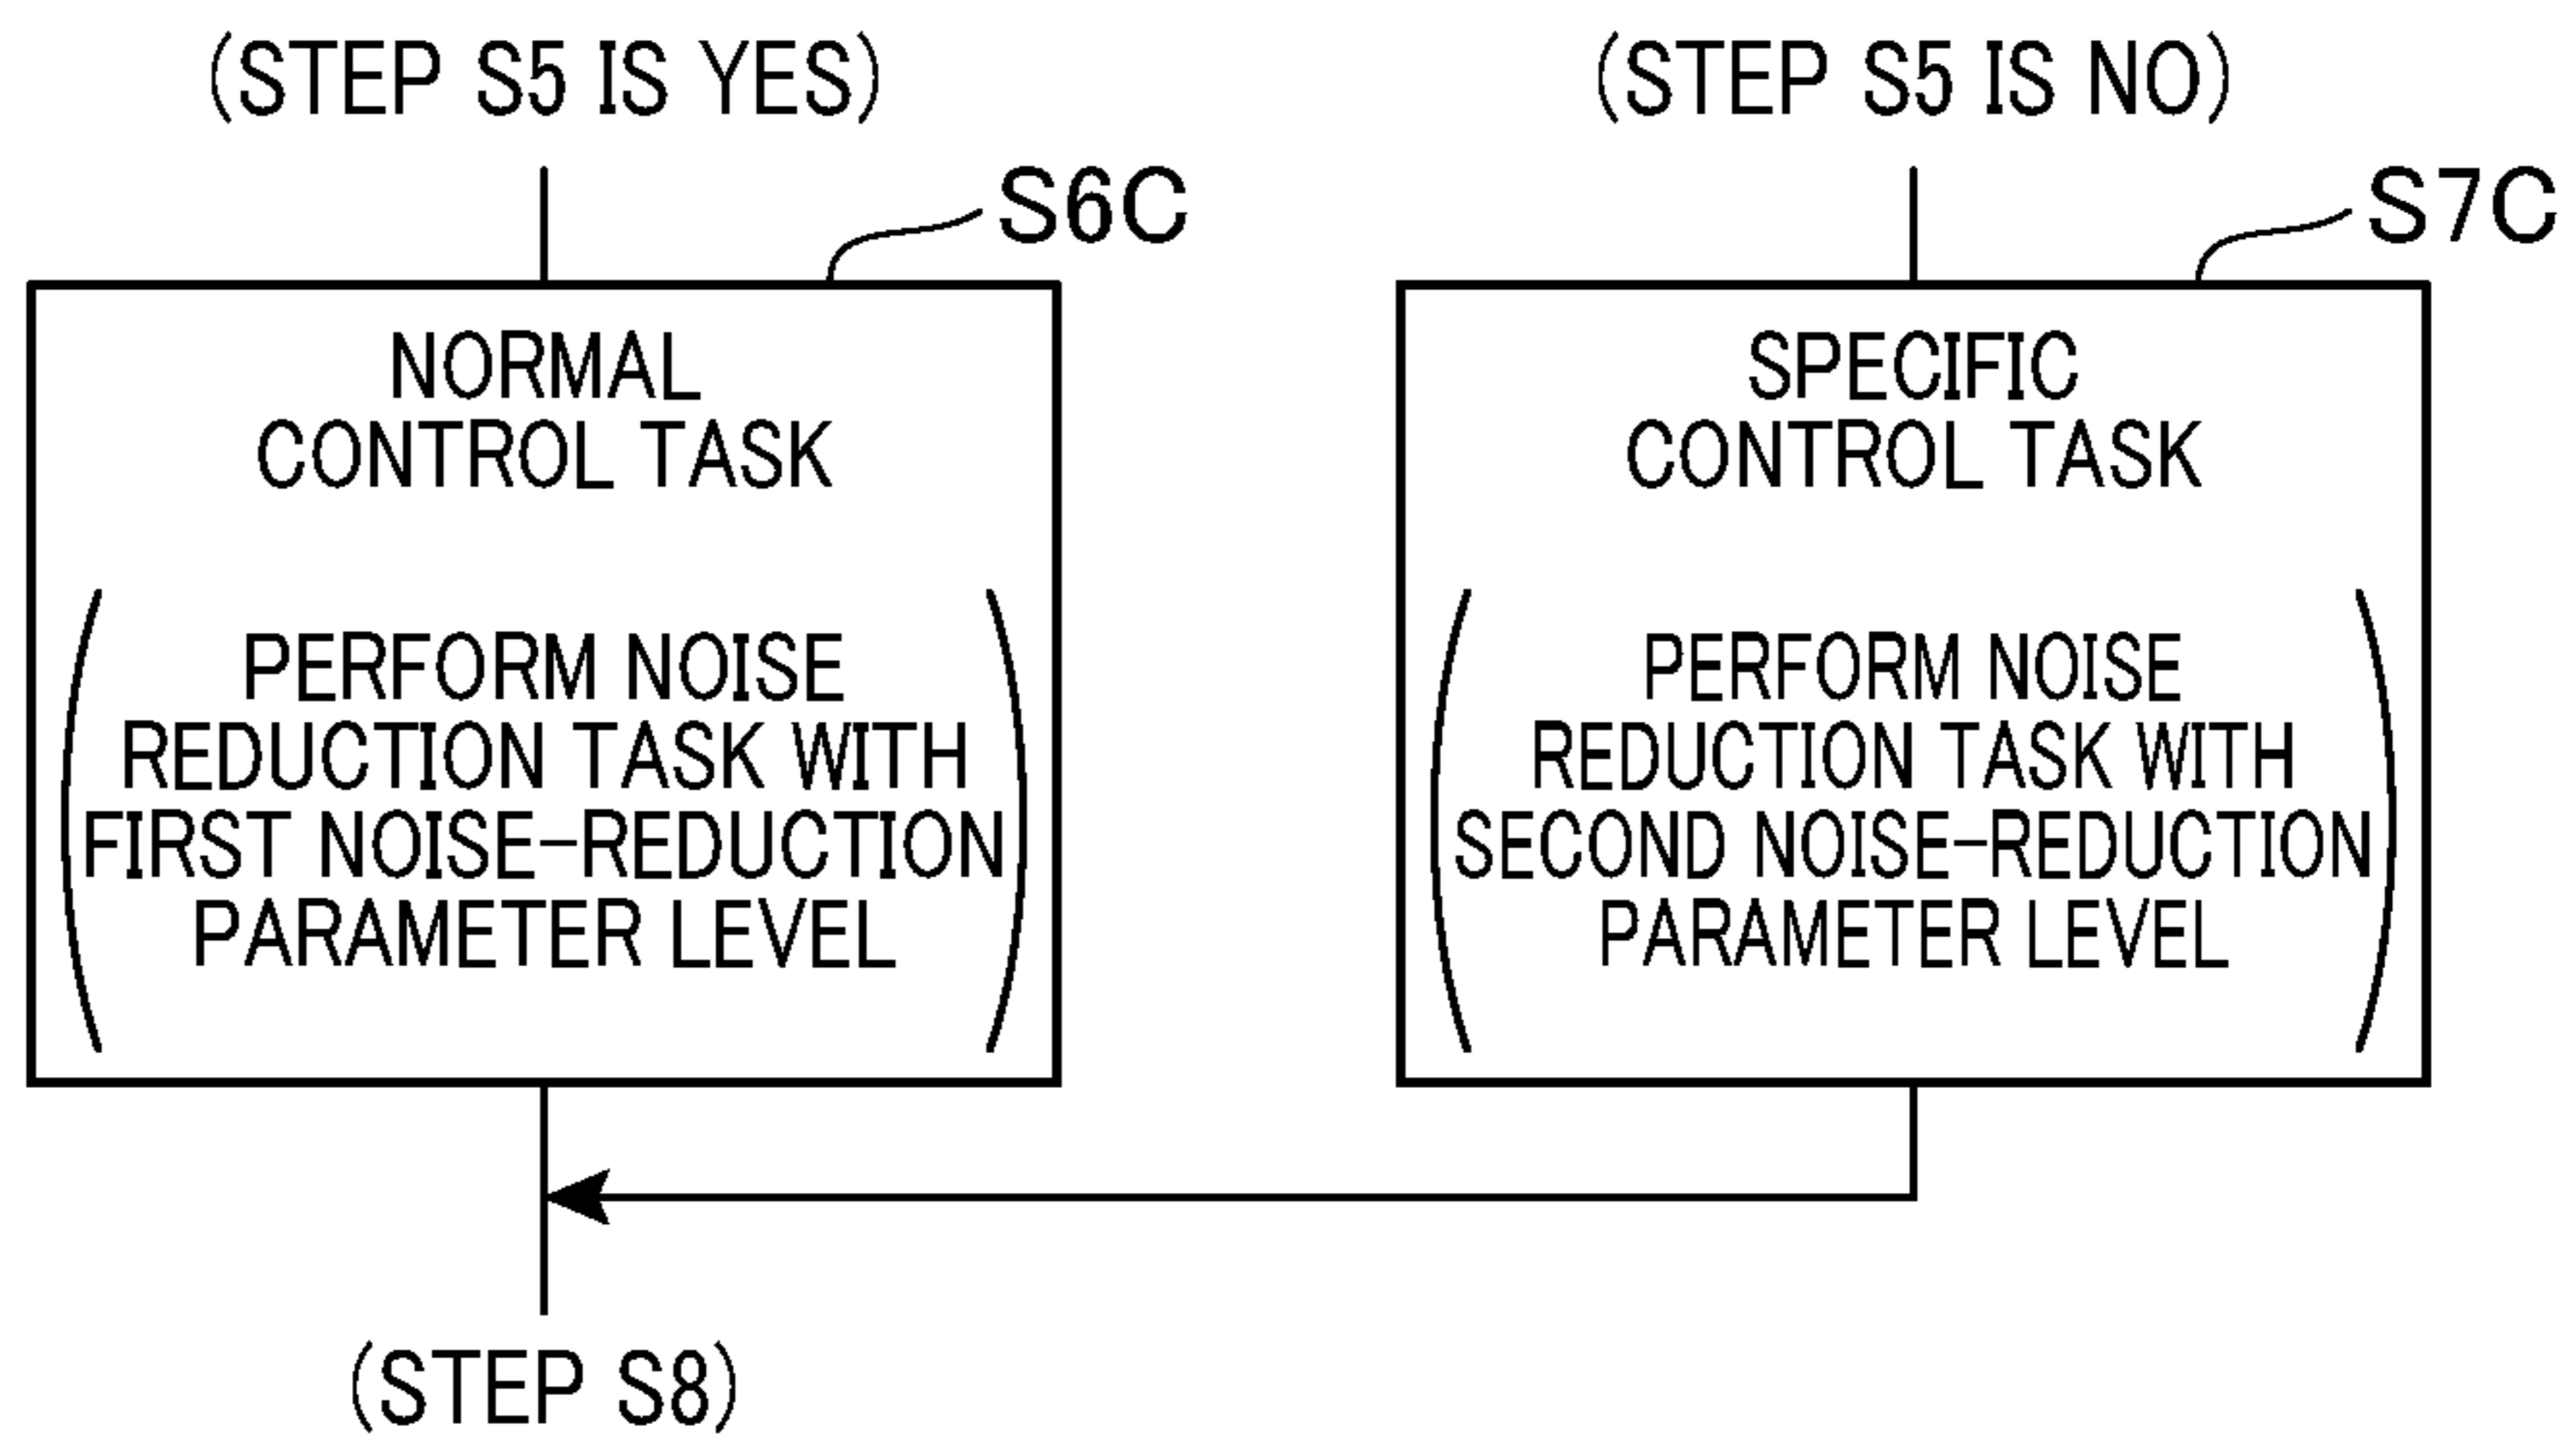 (STEP S5 IS YES)
S6C
NORMAL
CONTROL TASK
PERFORM NOISE
REDUCTION TASK WITH
FIRST NOISE-REDUCTION
PARAMETER LEVEL
(STEP S5 IS NO)
S7C
SPECIFIC
CONTROL TASK
PERFORM NOISE
REDUCTION TASK WITH
SECOND NOISE-REDUCTION
PARAMETER LEVEL
(STEP S8)